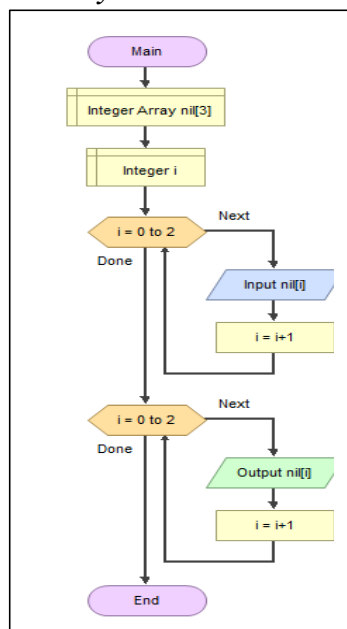 Main
Integer Array nil[3]
Integer i
i = 0 to 2
Next
Done
Input nil[i]
i = i+1
i = 0 to 2
Next
Done
Output nil[i]
i = i+1
End